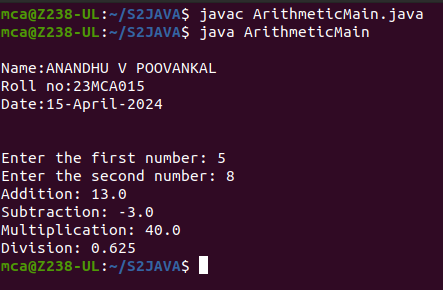 mca@Z238-UL:~/S2JAVA$ javac ArithmeticMain.java
mca@Z238-UL:~/S2JAVA$ java ArithmeticMain
Name:ANANDHU V POOVANKAL
Roll no:23MCA015
Date:15-April-2024
Enter the first number: 5
Enter the second number: 8
Addition: 13.0
Subtraction: -3.0
Multiplication: 40.0
Division: 0.625
mca@Z238-UL:~/S2JAVA$